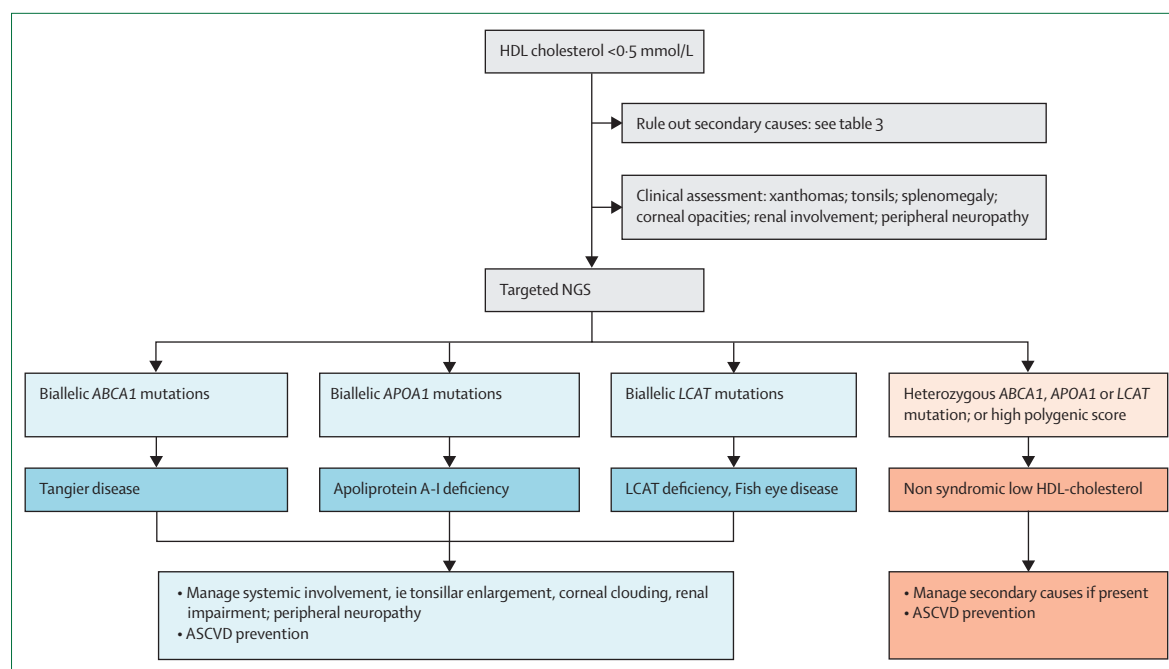 HDL cholesterol <0·5 mmol/L
Rule out secondary causes: see table 3
Clinical assessment: xanthomas; tonsils; splenomegaly;
corneal opacities; renal involvement; peripheral neuropathy
Targeted NGS
Biallelic ABCA1 mutations
Biallelic APOA1 mutations
Biallelic LCAT mutations
Heterozygous ABCA1, APOA1 or LCAT
mutation; or high polygenic score
Tangier disease
Apoliprotein A-I deficiency
LCAT deficiency, Fish eye disease
Non syndromic low HDL-cholesterol
• Manage systemic involvement, ie tonsillar enlargement, corneal clouding, renal
impairment; peripheral neuropathy
• ASCVD prevention
• Manage secondary causes if present
• ASCVD prevention